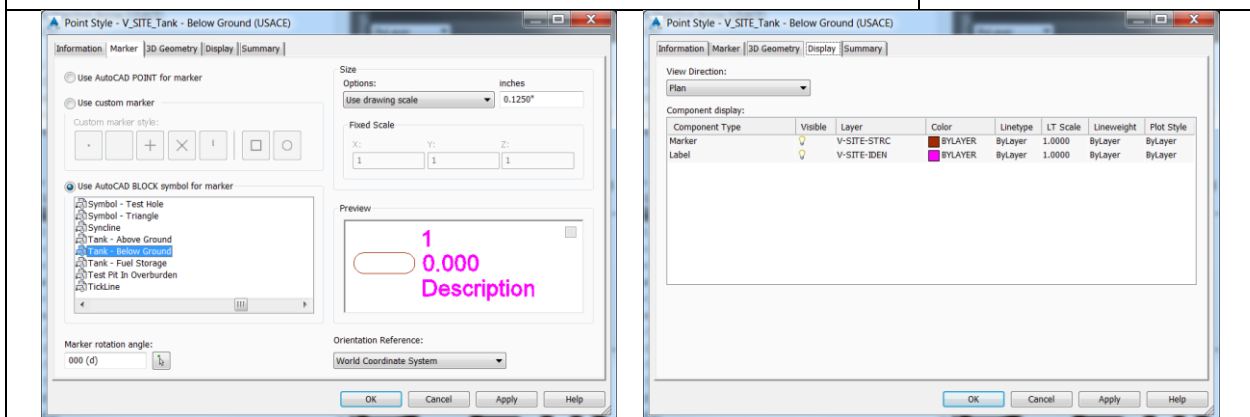 Point Style - V_SITE_Tank - Below Ground (USACE)
Information Marker 3D Geometry Display Summary
Use AutoCAD POINT for marker
Use custom marker
Custom marker style:
Use AutoCAD BLOCK symbol for marker
Symbol - Test Hole
Symbol - Triangle
Syncline
Tank - Above Ground
Tank - Below Ground
Tank - Fuel Storage
Test Pit In Overburden
TickLine
Marker rotation angle:
000 (d)
Size
Options: inches
Use drawing scale 0.1250"
Fixed Scale
X: Y: Z:
1 1 1
Preview
1
0.000
Description
Orientation Reference:
World Coordinate System
OK Cancel Apply Help
Point Style - V_SITE_Tank - Below Ground (USACE)
Information Marker 3D Geometry Display Summary
View Direction:
Plan
Component display:
Component Type Visible Layer Color Linetype LT Scale Lineweight Plot Style
Marker V-SITE-STRC BYLAYER ByLayer 1.0000 ByLayer ByLayer
Label V-SITE-IDEN BYLAYER ByLayer 1.0000 ByLayer ByLayer
OK Cancel Apply Help